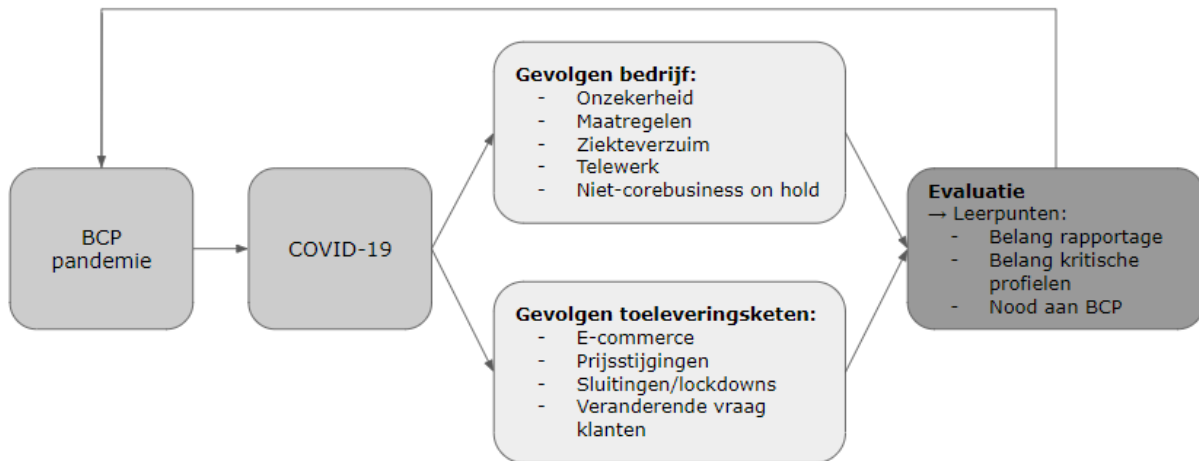 BCP
pandemie
COVID-19
Gevolgen bedrijf:
- Onzekerheid
- Maatregelen
- Ziekteverzuim
- Telewerk
- Niet-corebusiness on hold
Gevolgen toeleveringsketen:
- E-commerce
- Prijsstijgingen
- Sluitingen/lockdowns
- Veranderende vraag
klanten
Evaluatie
→ Leerpunten:
- Belang rapportage
- Belang kritische
profielen
- Nood aan BCP